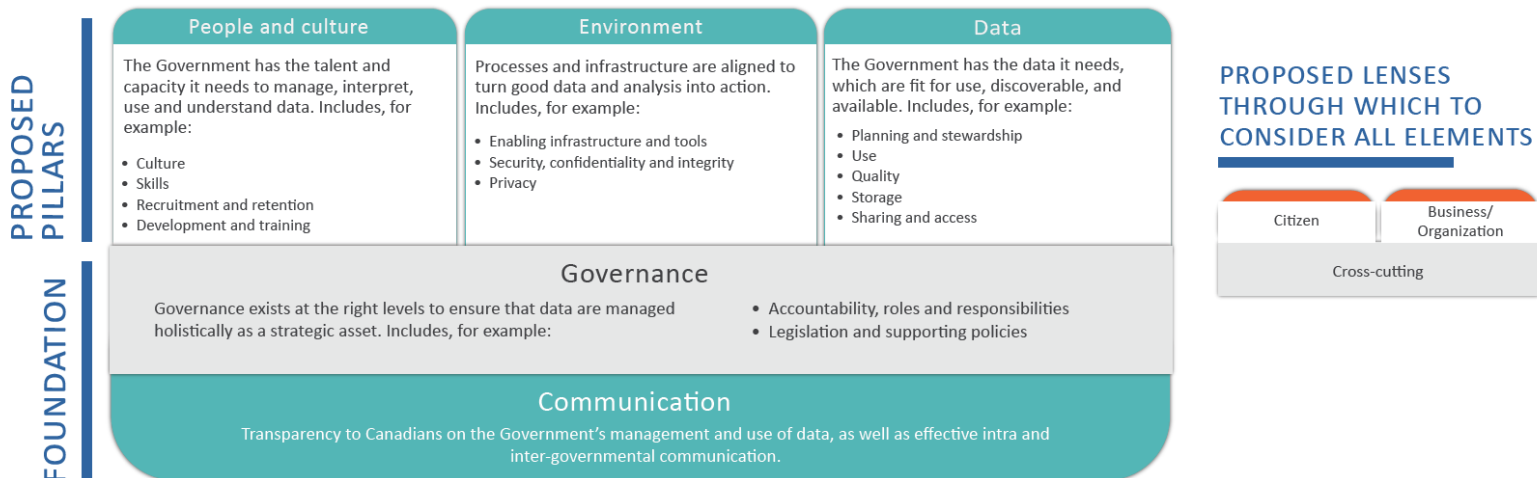 PROPOSED
PILLARS
People and culture
The Government has the talent and
capacity it needs to manage, interpret,
use and understand data. Includes, for
example:
• Culture
• Skills
• Recruitment and retention
• Development and training
Environment
Processes and infrastructure are aligned to
turn good data and analysis into action.
Includes, for example:
• Enabling infrastructure and tools
• Security, confidentiality and integrity
• Privacy
Data
The Government has the data it needs,
which are fit for use, discoverable, and
available. Includes, for example:
• Planning and stewardship
• Use
• Quality
• Storage
• Sharing and access
FOUNDATION
Governance
Governance exists at the right levels to ensure that data are managed
holistically as a strategic asset. Includes, for example:
• Accountability, roles and responsibilities
• Legislation and supporting policies
Communication
Transparency to Canadians on the Government’s management and use of data, as well as effective intra and
inter-governmental communication.
PROPOSED LENSES
THROUGH WHICH TO
CONSIDER ALL ELEMENTS
Citizen
Business/
Organization
Cross-cutting